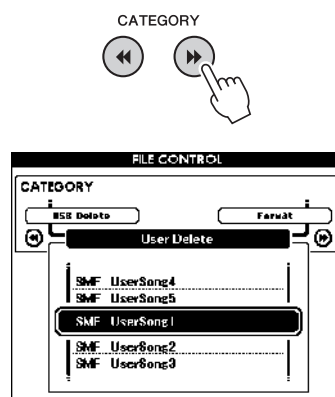 CATEGORY
FILE CONTROL
CATEGORY
USB Delete Format
User Delete
SMF UserSong4
SMF UserSong5
SMF UserSong1
SMF UserSong2
SMF UserSong3